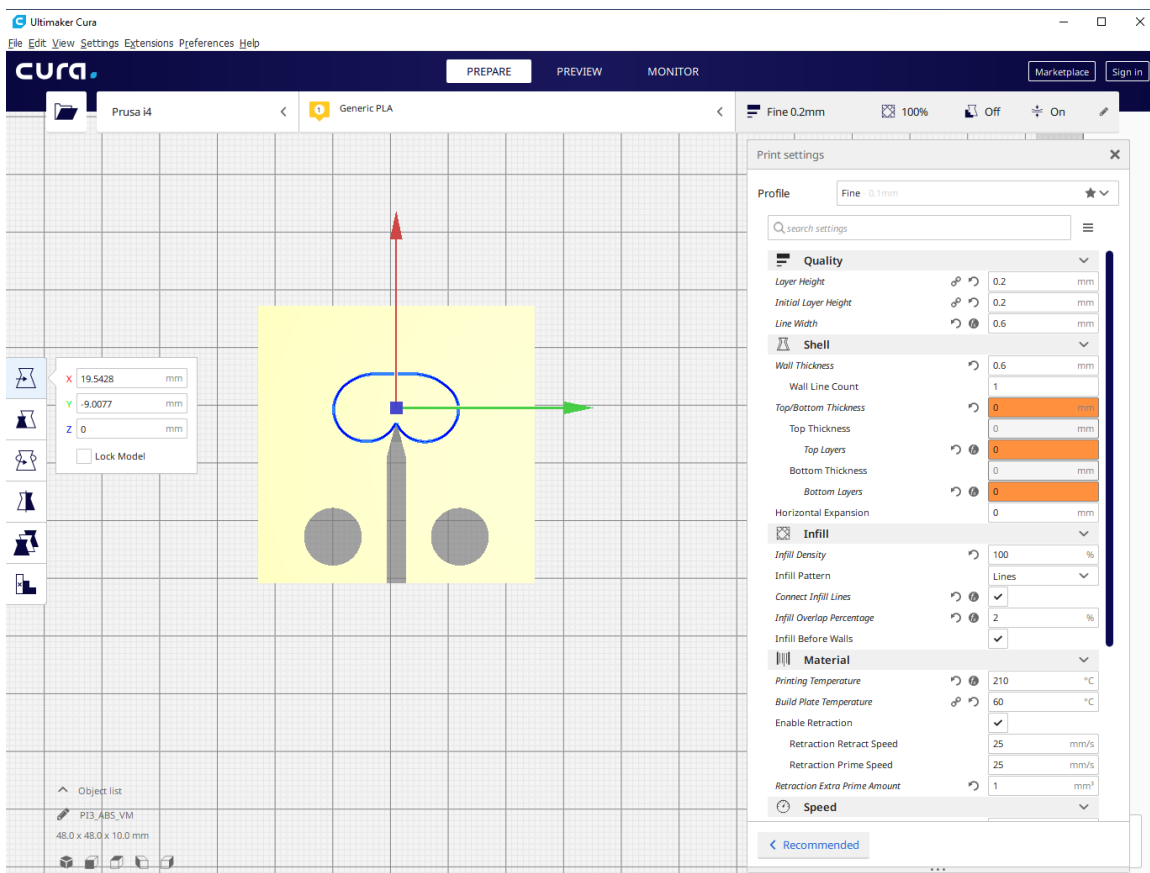 Ultimaker Cura
File Edit View Settings Extensions Preferences Help
cura.
PREPARE PREVIEW MONITOR
Marketplace Sign in
Prusa i4
1 Generic PLA
Fine 0.2mm 100% Off On
Print settings
Profile Fine - 0.1mm
search settings
Quality
Layer Height 0.2 mm
Initial Layer Height 0.2 mm
Line Width 0.6 mm
Shell
Wall Thickness 0.6 mm
Wall Line Count 1
Top/Bottom Thickness 0 mm
Top Thickness 0 mm
Top Layers 0
Bottom Thickness 0 mm
Bottom Layers 0
Horizontal Expansion 0 mm
Infill
Infill Density 100 %
Infill Pattern Lines
Connect Infill Lines
Infill Overlap Percentage 2 %
Infill Before Walls
Material
Printing Temperature 210 °C
Build Plate Temperature 60 °C
Enable Retraction
Retraction Retract Speed 25 mm/s
Retraction Prime Speed 25 mm/s
Retraction Extra Prime Amount 1 mm³
Speed
Recommended
X 19.5428 mm
Y -9.0077 mm
Z 0 mm
Lock Model
Object list
PI3_ABS_VM
48.0 x 48.0 x 10.0 mm